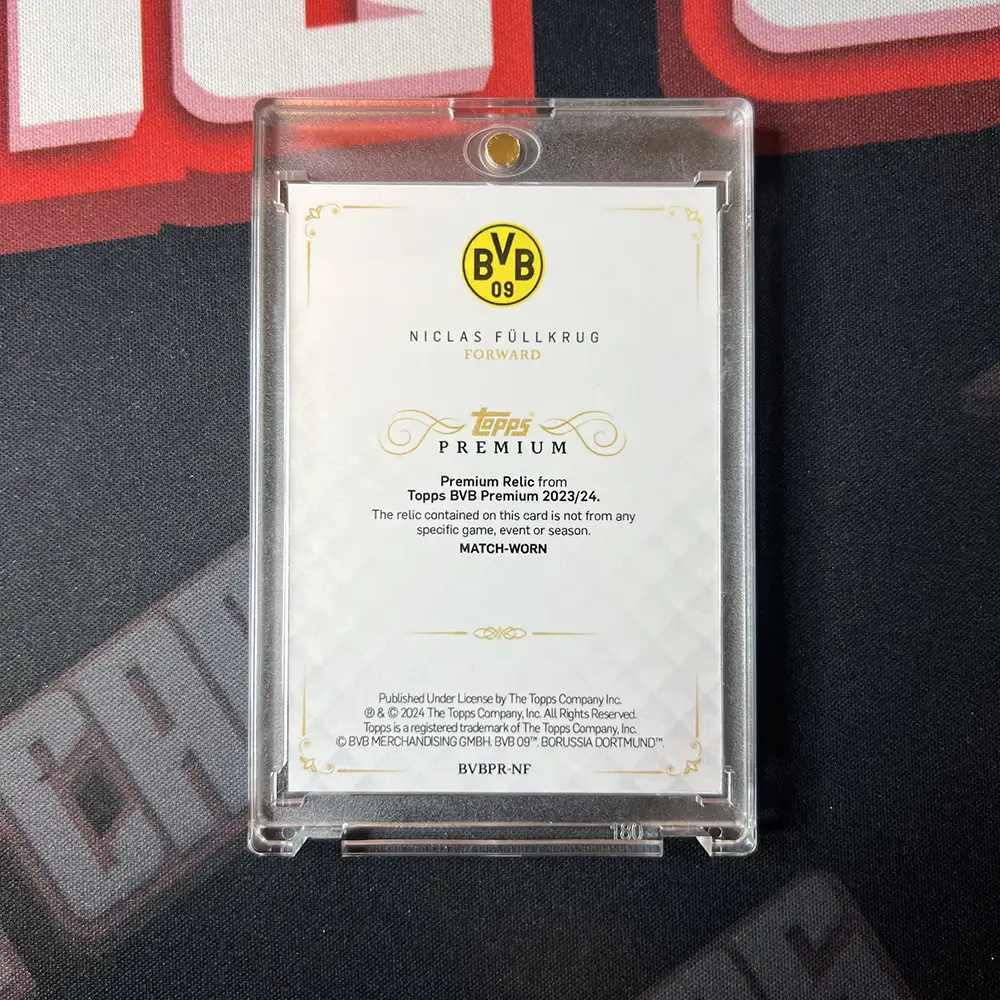 BVB
09
NICLAS FÜLLKRUG
FORWARD
topps
PREMIUM
Premium Relic from
Topps BVB Premium 2023/24.
The relic contained on this card is not from any
specific game, event or season.
MATCH-WORN
Published Under License by The Topps Company Inc.
® & © 2024 The Topps Company, Inc. All Rights Reserved.
Topps is a registered trademark of The Topps Company, Inc.
© BVB MERCHANDISING GMBH. BVB 09™. BORUSSIA DORTMUND™.
BVBPR-NF
180